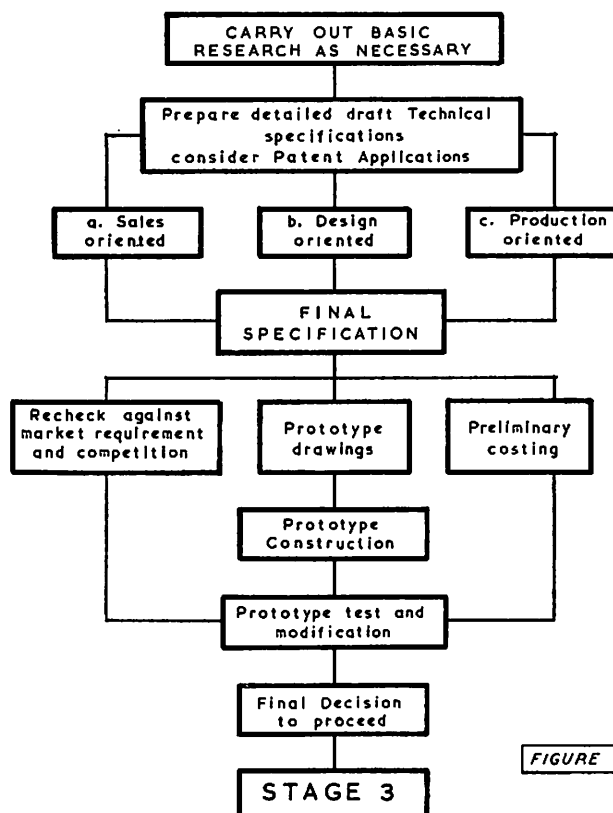 CARRY OUT BASIC
RESEARCH AS NECESSARY
Prepare detailed draft Technical
specifications
consider Patent Applications
a. Sales
oriented
b. Design
oriented
c. Production
oriented
FINAL
SPECIFICATION
Recheck against
market requirement
and competition
Prototype
drawings
Preliminary
costing
Prototype
Construction
Prototype test and
modification
Final Decision
to proceed
FIGURE
STAGE 3